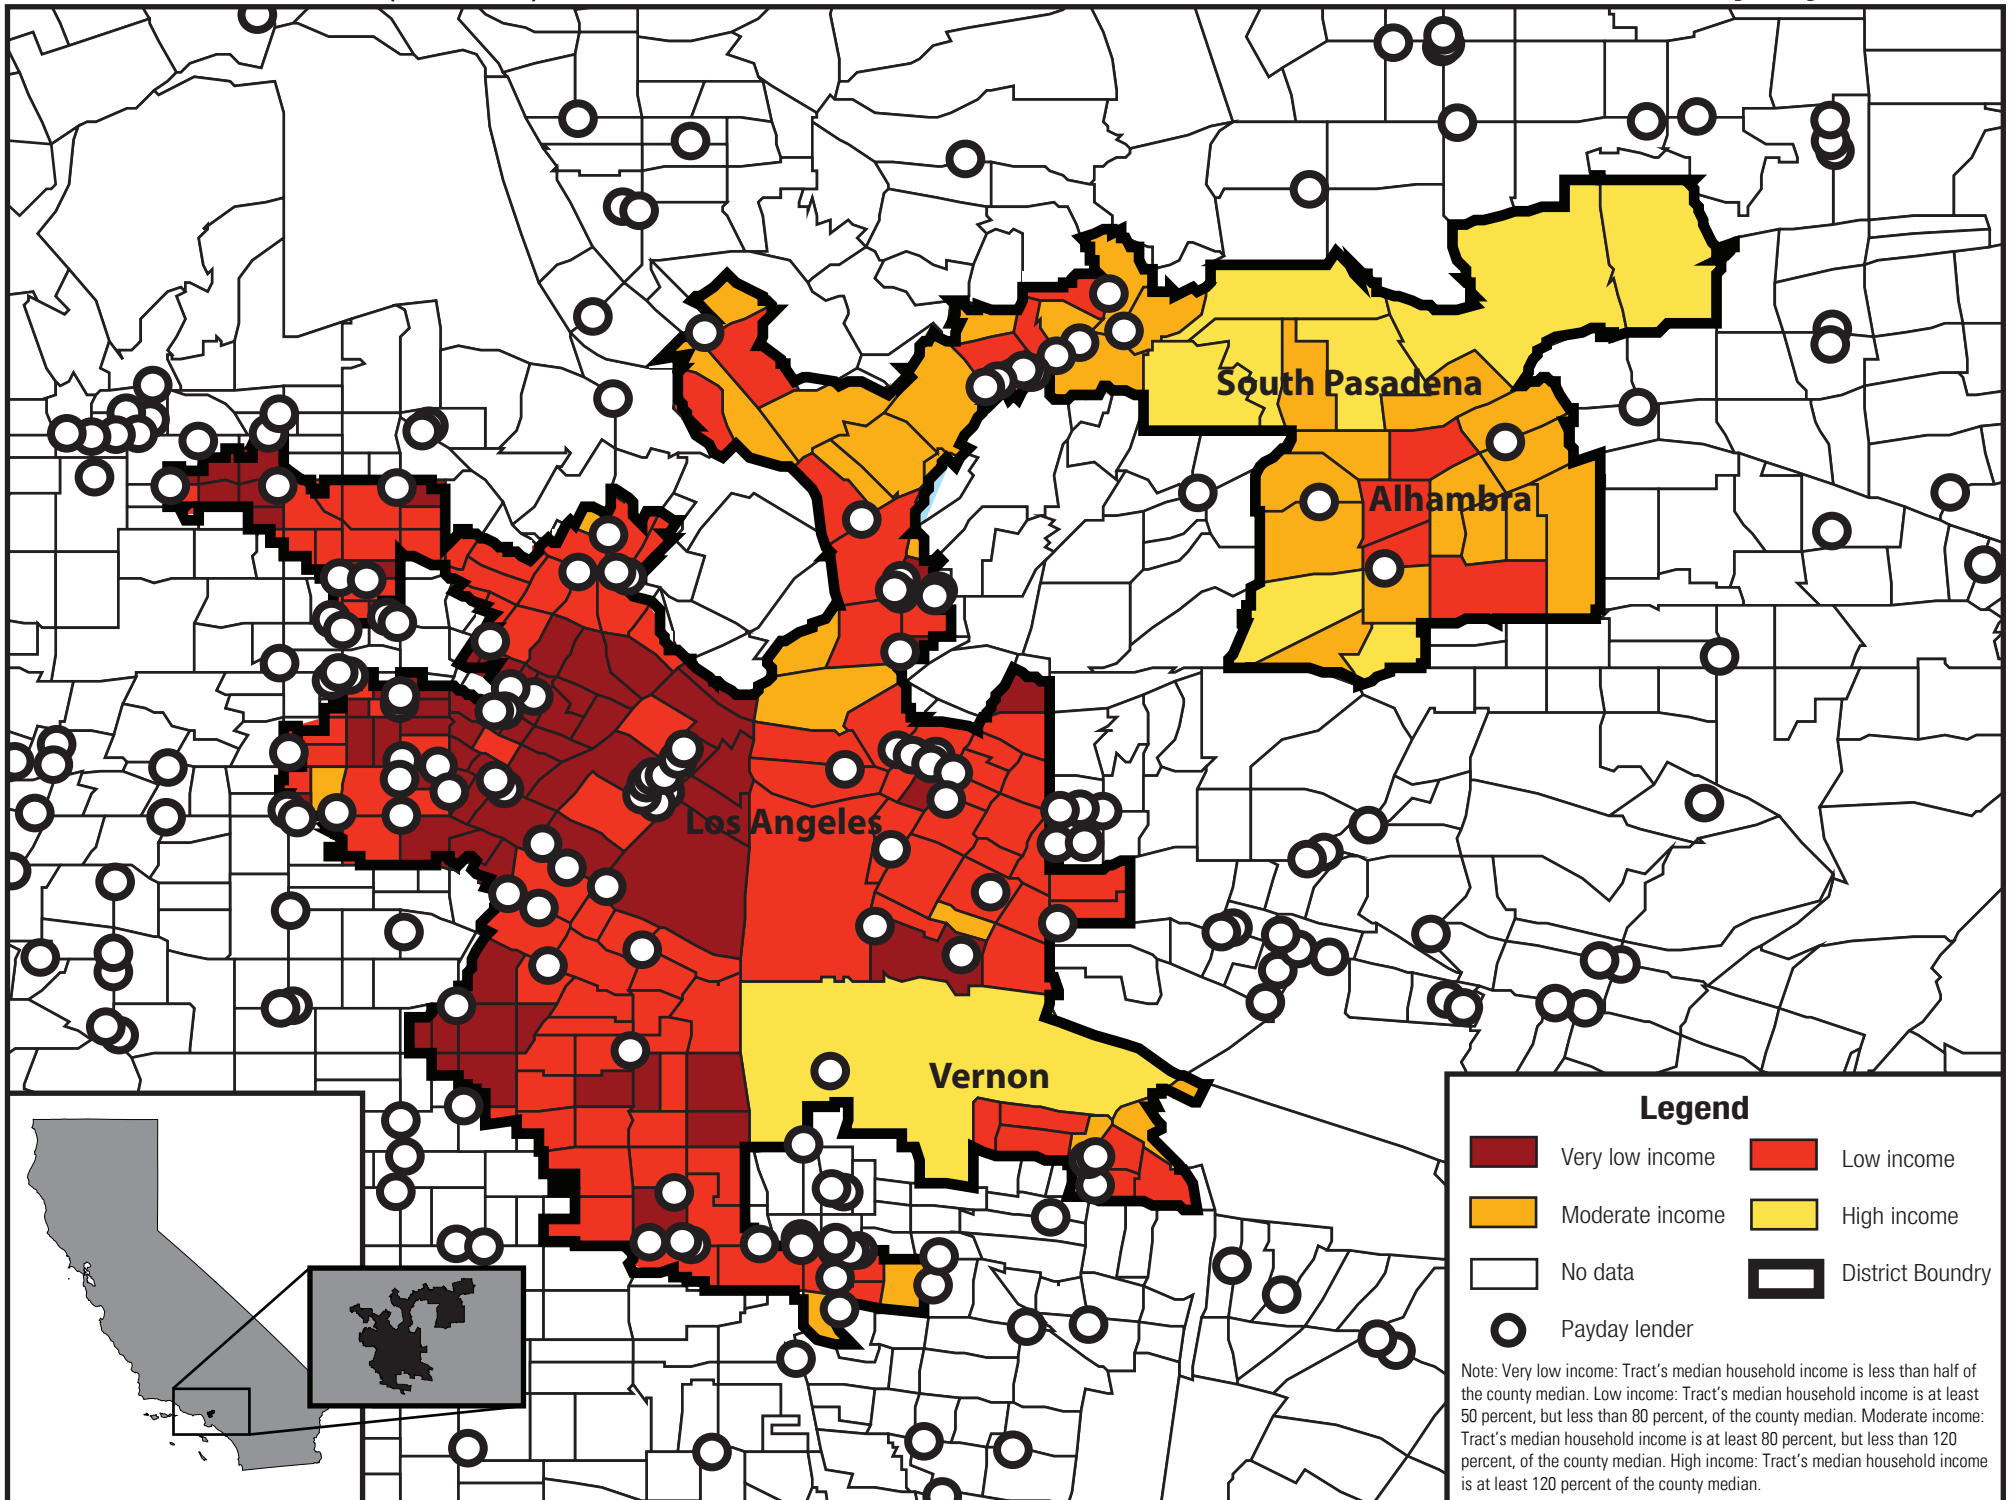 South Pasadena
Alhambra
Los Angeles
Vernon
Legend
Very low income
Low income
Moderate income
High income
No data
District Boundry
Payday lender
Note: Very low income: Tract's median household income is less than half of
the county median. Low income: Tract's median household income is at least
50 percent, but less than 80 percent, of the county median. Moderate income:
Tract's median household income is at least 80 percent, but less than 120
percent, of the county median. High income: Tract's median household income
is at least 120 percent of the county median.